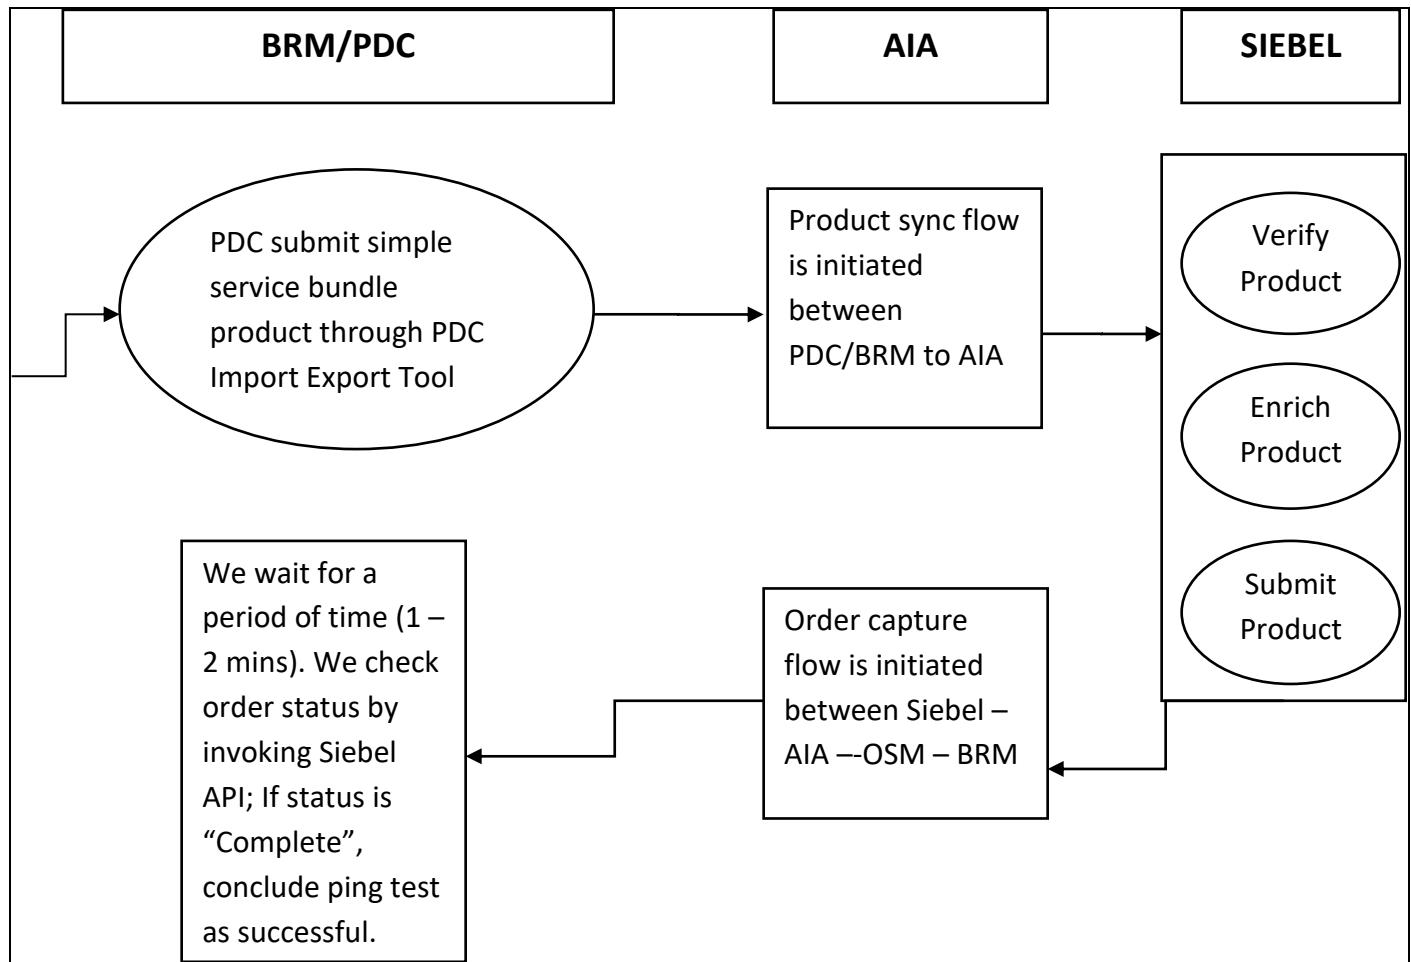 BRM/PDC
AIA
SIEBEL
PDC submit simple
service bundle
product through PDC
Import Export Tool
Product sync flow
is initiated
between
PDC/BRM to AIA
Verify
Product
Enrich
Product
Submit
Product
Order capture
flow is initiated
between Siebel –
AIA –-OSM – BRM
We wait for a
period of time (1 –
2 mins). We check
order status by
invoking Siebel
API; If status is
“Complete”,
conclude ping test
as successful.